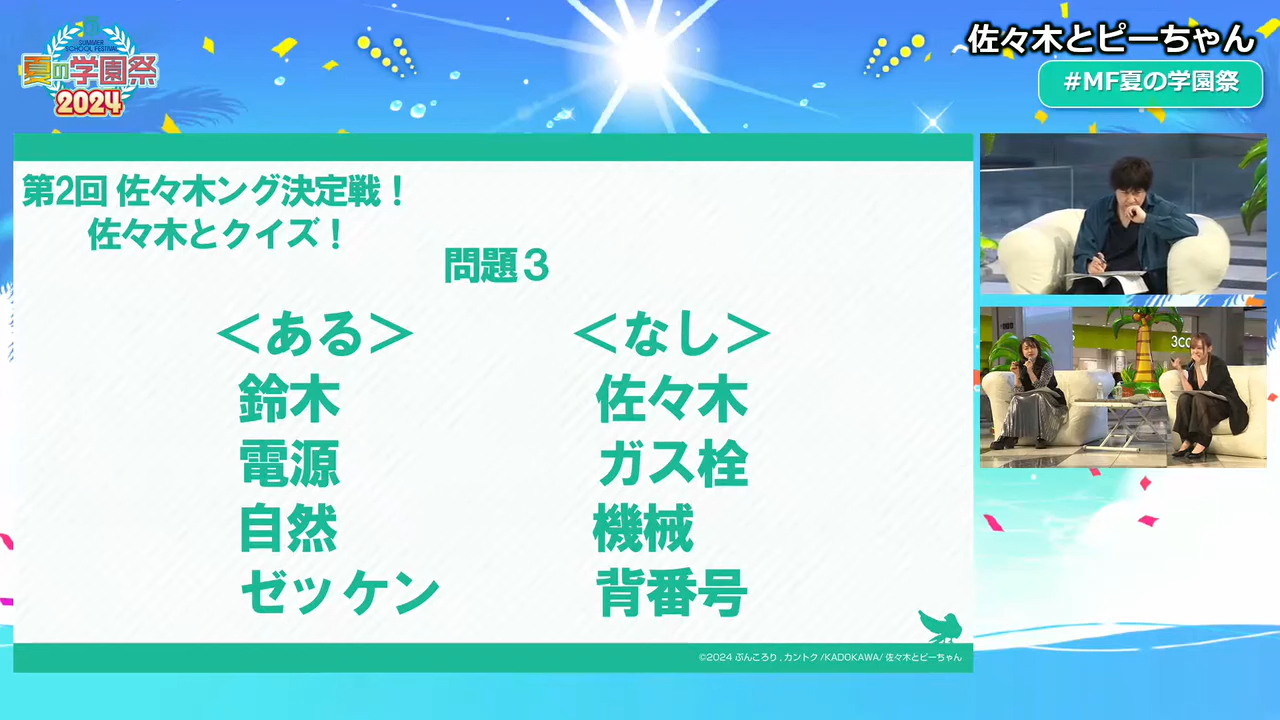 SUMMER
SCHOOL FESTIVAL
夏の学園祭
2024
佐々木とピーちゃん
#MF夏の学園祭
第2回 佐々木ング決定戦！
佐々木とクイズ！
問題３
＜ある＞ ＜なし＞
鈴木 佐々木
電源 ガス栓
自然 機械
ゼッケン 背番号
©2024 ぶんころり , カントク /KADOKAWA/ 佐々木とピーちゃん